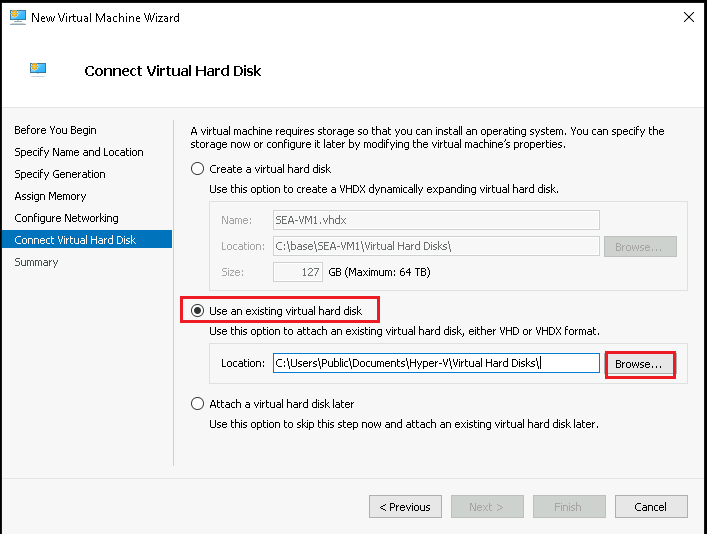 New Virtual Machine Wizard
Connect Virtual Hard Disk
Before You Begin
Specify Name and Location
Specify Generation
Assign Memory
Configure Networking
Connect Virtual Hard Disk
Summary
A virtual machine requires storage so that you can install an operating system. You can specify the
storage now or configure it later by modifying the virtual machine's properties.
Create a virtual hard disk
Use this option to create a VHDX dynamically expanding virtual hard disk.
Name: SEA-VM1.vhdx
Location: C:\base\SEA-VM1\Virtual Hard Disks\ Browse...
Size: 127 GB (Maximum: 64 TB)
Use an existing virtual hard disk
Use this option to attach an existing virtual hard disk, either VHD or VHDX format.
Location: C:\Users\Public\Documents\Hyper-V\Virtual Hard Disks\ Browse...
Attach a virtual hard disk later
Use this option to skip this step now and attach an existing virtual hard disk later.
< Previous Next > Finish Cancel